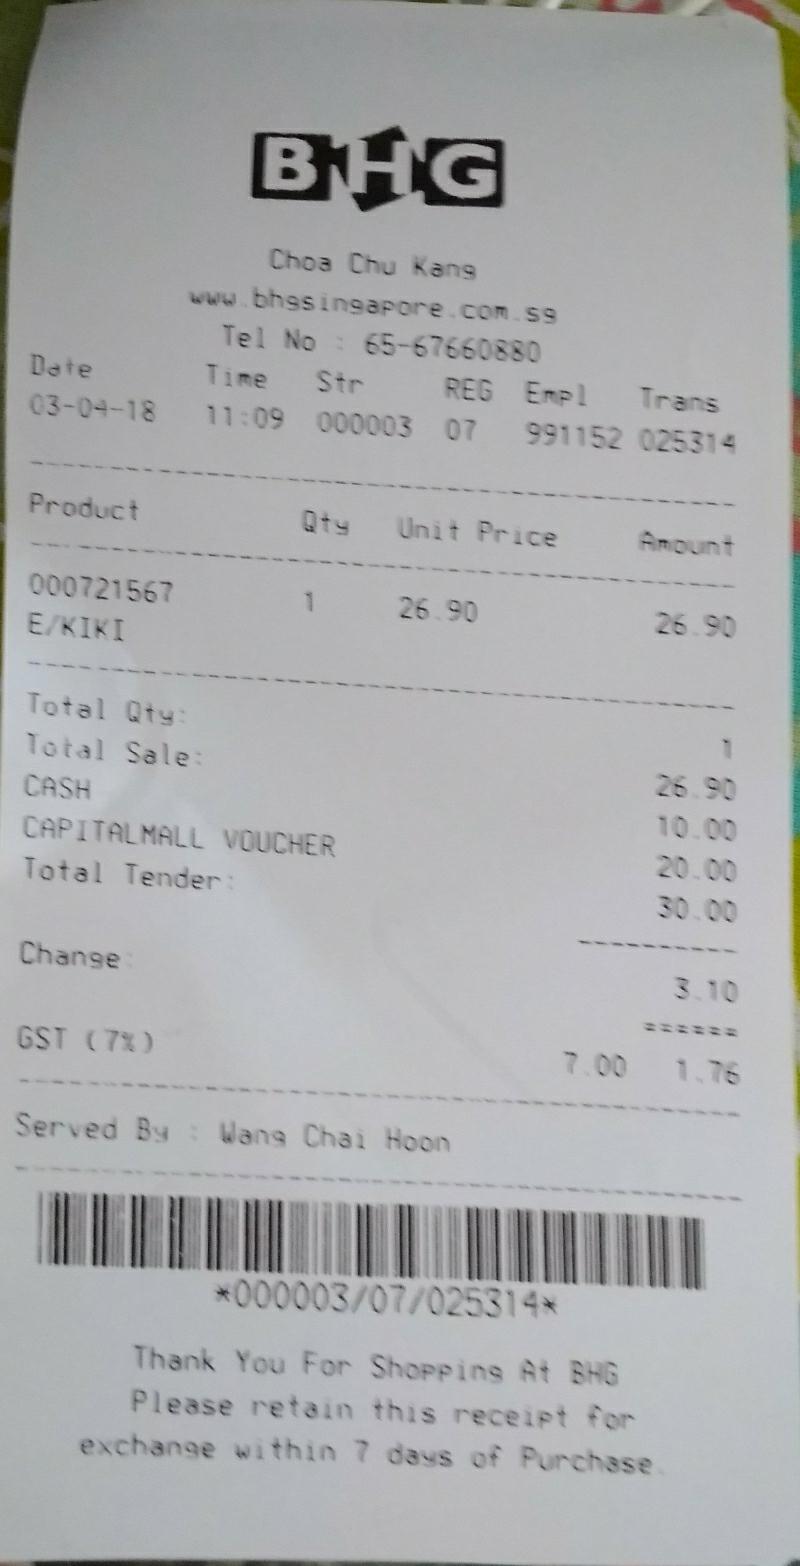 BHG
Choa Chu Kang
www.bhgsingapore.com.sg
Tel No : 65-67660880
Date Time Str REG Empl Trans
03-04-18 11:09 000003 07 991152 025314
Product Qty Unit Price Amount
000721567 1 26.90 26.90
E/KIKI
Total Qty: 1
Total Sale: 26.90
CASH 10.00
CAPITALMALL VOUCHER 20.00
Total Tender: 30.00
Change: 3.10
======
GST (7%) 7.00 1.76
Served By : Wang Chai Hoon
*000003/07/025314*
Thank You For Shopping At BHG
Please retain this receipt for
exchange within 7 days of Purchase.